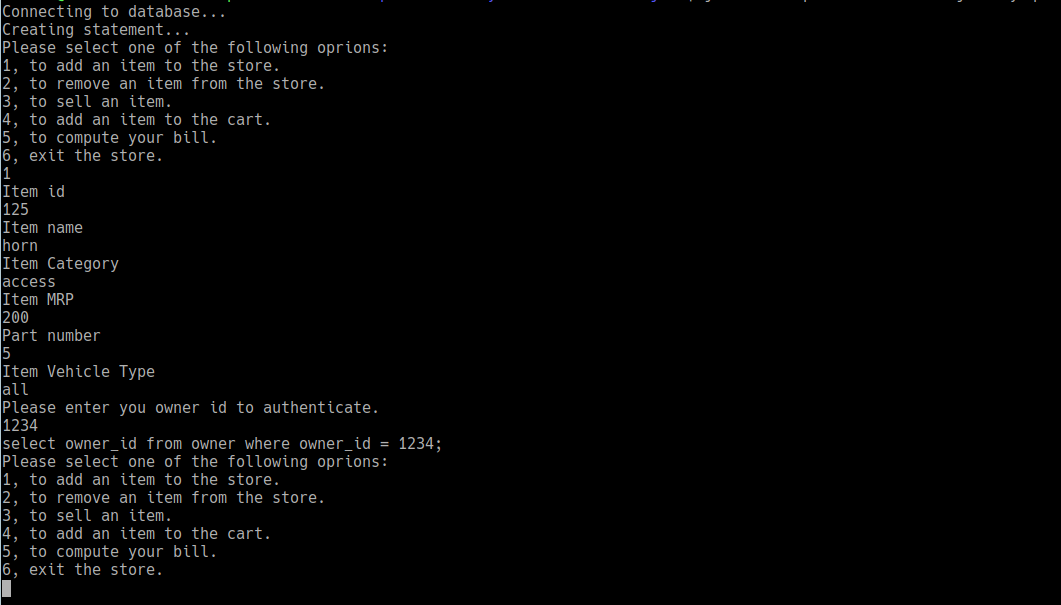 Connecting to database...
Creating statement...
Please select one of the following oprions:
1, to add an item to the store.
2, to remove an item from the store.
3, to sell an item.
4, to add an item to the cart.
5, to compute your bill.
6, exit the store.
1
Item id
125
Item name
horn
Item Category
access
Item MRP
200
Part number
5
Item Vehicle Type
all
Please enter you owner id to authenticate.
1234
select owner_id from owner where owner_id = 1234;
Please select one of the following oprions:
1, to add an item to the store.
2, to remove an item from the store.
3, to sell an item.
4, to add an item to the cart.
5, to compute your bill.
6, exit the store.